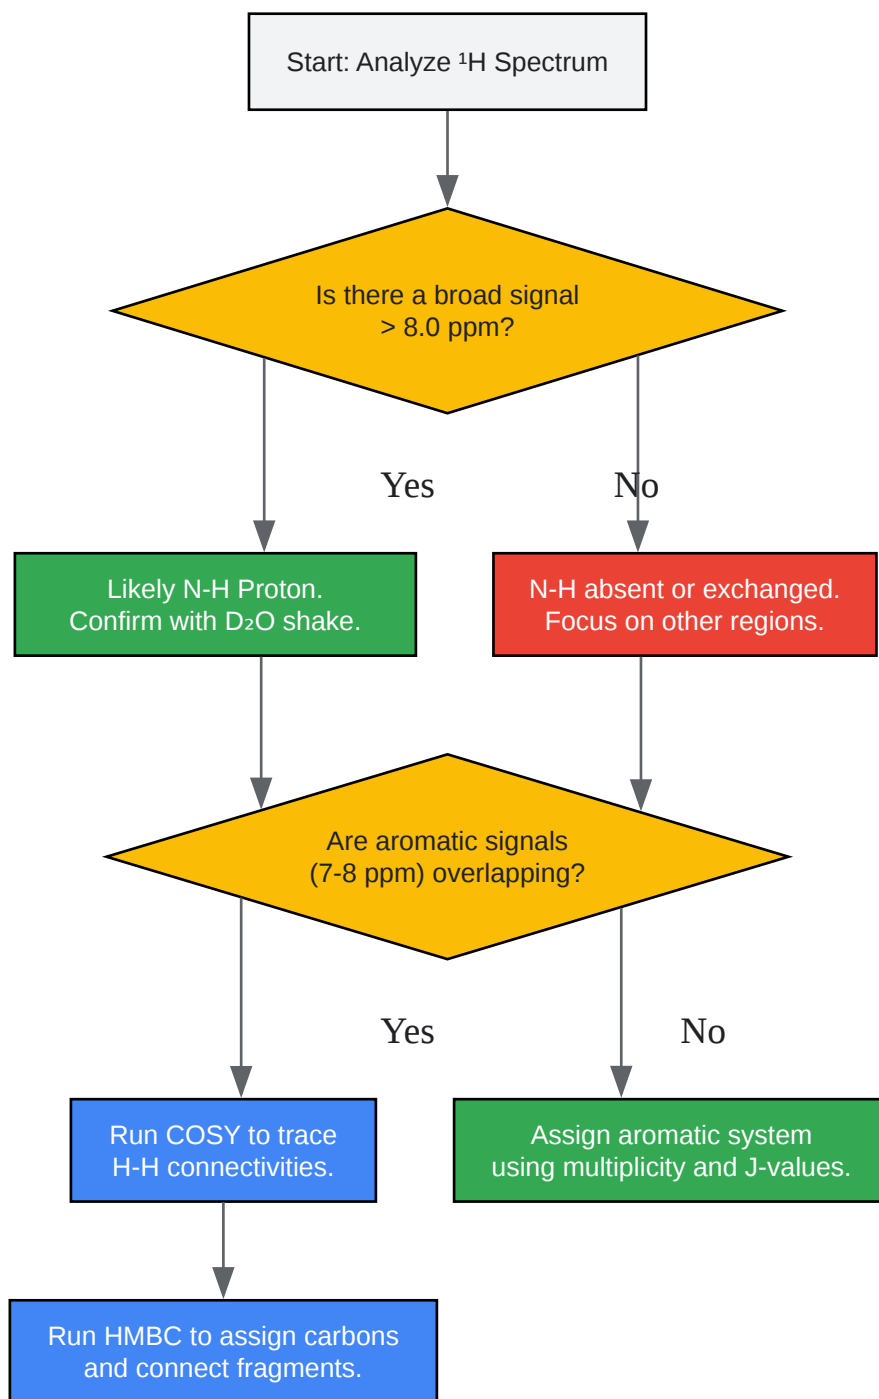 Start: Analyze ¹H Spectrum
Is there a broad signal
> 8.0 ppm?
Yes
No
Likely N-H Proton.
Confirm with D₂O shake.
N-H absent or exchanged.
Focus on other regions.
Are aromatic signals
(7-8 ppm) overlapping?
Yes
No
Run COSY to trace
H-H connectivities.
Assign aromatic system
using multiplicity and J-values.
Run HMBC to assign carbons
and connect fragments.